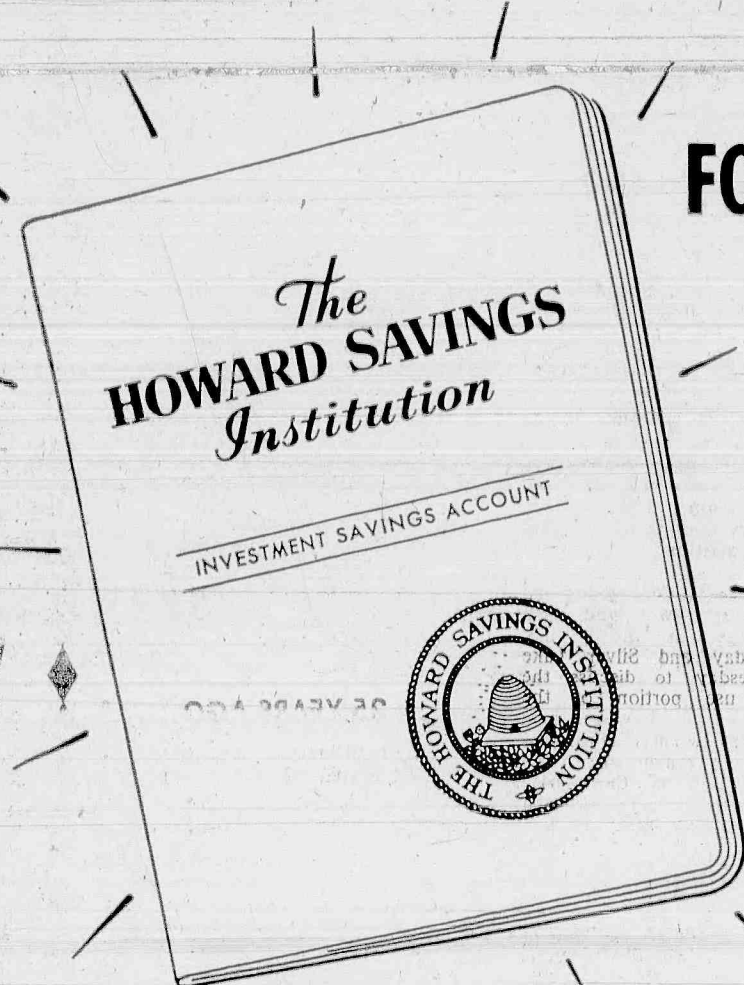 FO
The
HOWARD SAVINGS
Institution
INVESTMENT SAVINGS ACCOUNT
THE HOWARD SAVINGS INSTITUTION